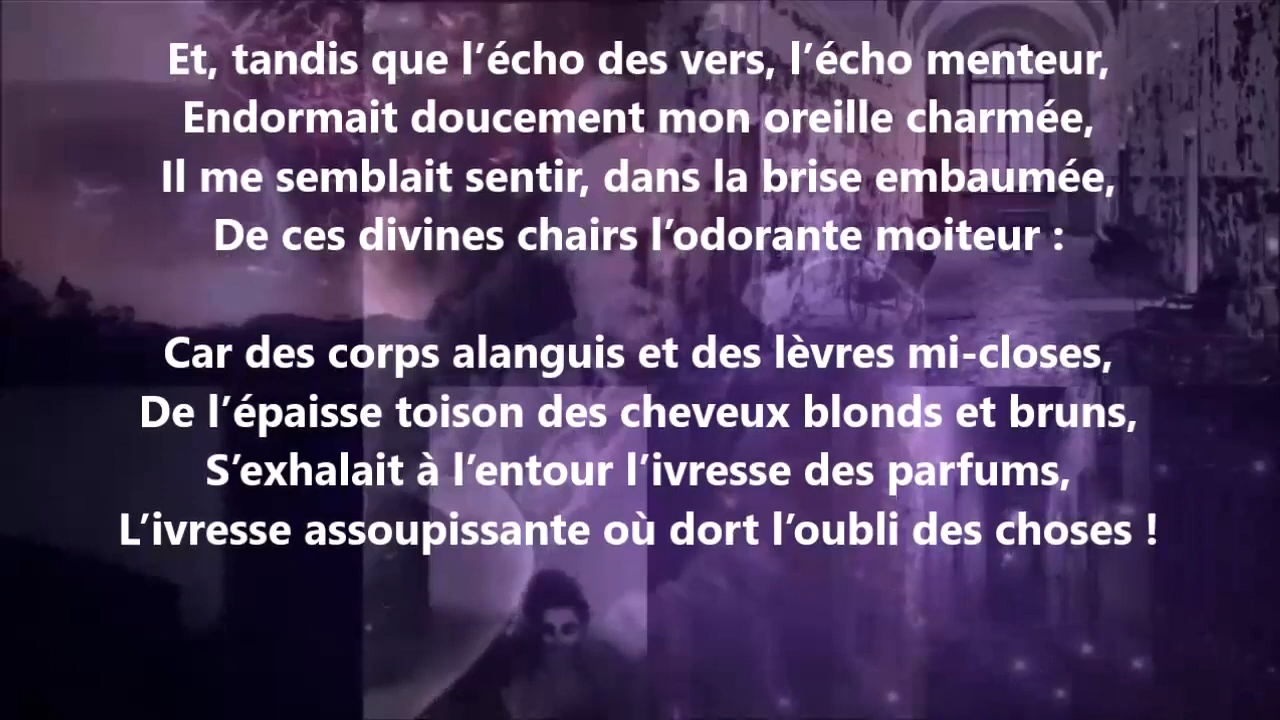 Et, tandis que l’écho des vers, l’écho menteur,
Endormait doucement mon oreille charmée,
Il me semblait sentir, dans la brise embaumée,
De ces divines chairs l’odorante moiteur :
Car des corps alanguis et des lèvres mi-closes,
De l’épaisse toison des cheveux blonds et bruns,
S’exhalait à l’entour l’ivresse des parfums,
L’ivresse assoupissante où dort l’oubli des choses !